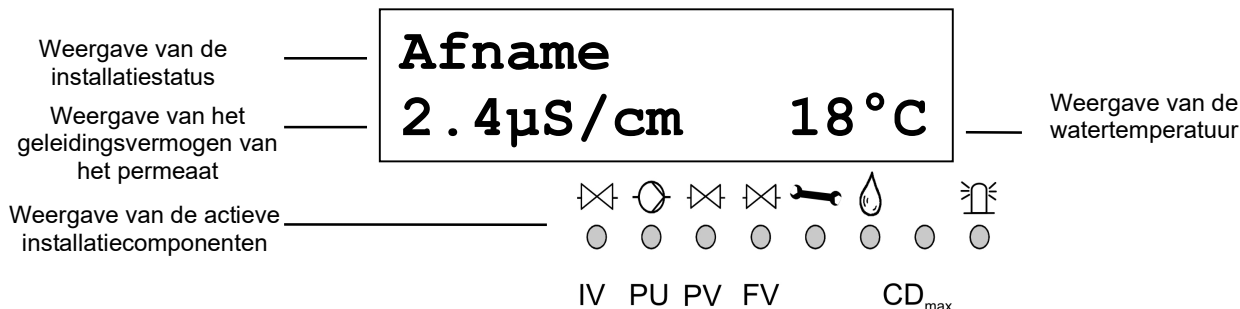 Weergave van de
installatiestatus
Afname
Weergave van het
geleidingsvermogen van
het permeaat
2.4µS/cm 18°C
Weergave van de
watertemperatuur
Weergave van de actieve
installatiecomponenten
IV PU PV FV CDmax